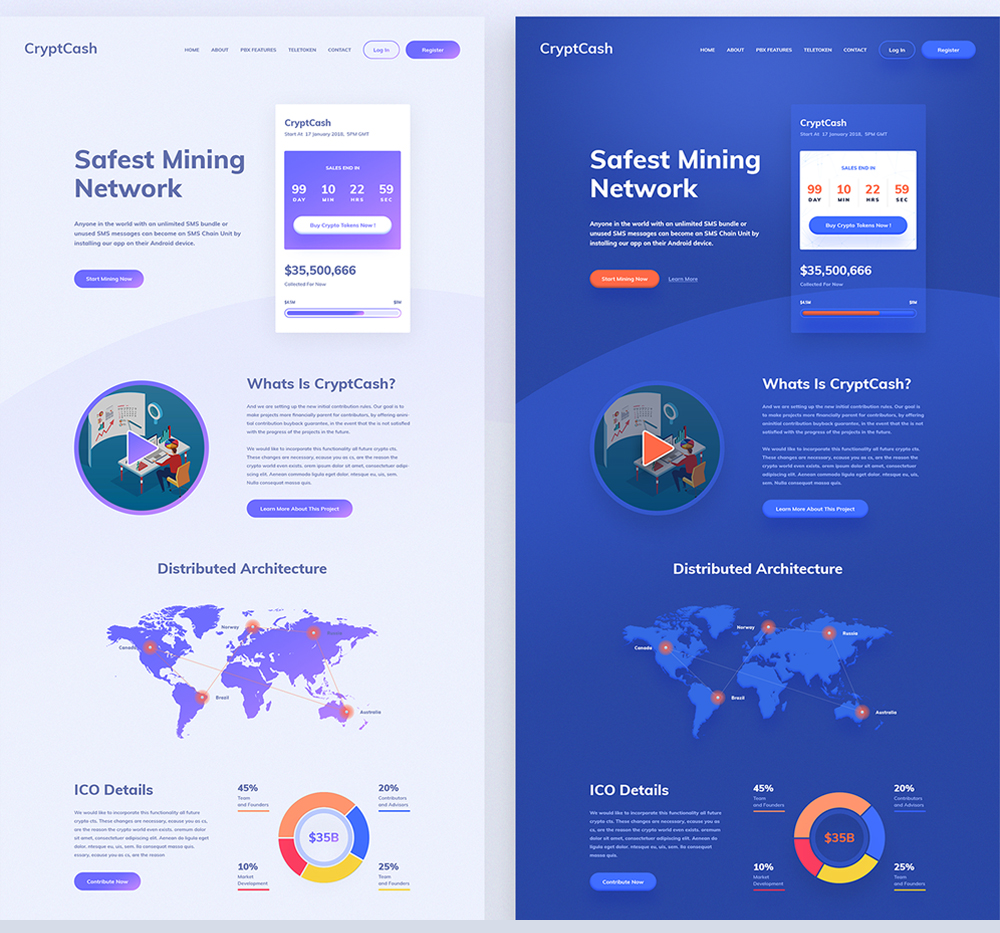 CryptCash
HOME ABOUT PBX FEATURES TELETOKEN CONTACT Log In Register
CryptCash
Start At 17 January 2018, 5PM GMT
SALES END IN
99 10 22 59
DAY MIN HRS SEC
Buy Crypto Tokens Now !
$35,500,666
Collected For Now
Safest Mining
Network
Anyone in the world with an unlimited SMS bundle or
unused SMS messages can become an SMS Chain Unit by
installing our app on their Android device.
Start Mining Now
Whats Is CryptCash?
And we are setting up the new initial contribution rules. Our goal is
to make projects more financially parent for contributors, by offering anin-
tial contribution buyback guarantee, in the event that the is not satisfied
with the progress of the projects in the future.
We would like to incorporate this functionality all future crypto cts.
These changes are necessary, ecause you as cs, are the reason the
crypto world even exists. orem ipsum dolor sit amet, consectetuer adipi-
scing elit. Aenean commodo ligula eget dolor. ntesque eu, uis, sem.
Nulla consequat massa quis.
Learn More About This Project
Distributed Architecture
Norway
Russia
Canada
Brazil
Australia
ICO Details
We would like to incorporate this functionality all future
crypto cts. These changes are necessary, ecause you as cs,
are the reason the crypto world even exists. oremum dolor
sit amet, consectetuer adipiscing elit. Aenean do ligula eget
dolor. ntesque eu, uis, sem. Nulla consequat massa quis.
essary, ecause you as cs, are the reason
Contribute Now
45%
Team
and Founders
20%
Contributors
and Advisors
$35B
10%
Market
Development
25%
Team
and Founders
CryptCash
HOME ABOUT PBX FEATURES TELETOKEN CONTACT Log In Register
CryptCash
Start At 17 January 2018, 5PM GMT
SALES END IN
99 10 22 59
DAY MIN HRS SEC
Buy Crypto Tokens Now !
$35,500,666
Collected For Now
Safest Mining
Network
Anyone in the world with an unlimited SMS bundle or
unused SMS messages can become an SMS Chain Unit by
installing our app on their Android device.
Start Mining Now Learn More
Whats Is CryptCash?
And we are setting up the new initial contribution rules. Our goal is
to make projects more financially parent for contributors, by offering
aninitial contribution buyback guarantee, in the event that the is not
satisfied with the progress of the projects in the future.
We would like to incorporate this functionality all future crypto cts.
These changes are necessary, ecause you as cs, are the reason the
crypto world even exists. orem ipsum dolor sit amet, consectetuer
adipiscing elit. Aenean commodo ligula eget dolor. ntesque eu, uis,
sem. Nulla consequat massa quis.
Learn More About This Project
Distributed Architecture
Norway
Russia
Canada
Brazil
Australia
ICO Details
We would like to incorporate this functionality all future
crypto cts. These changes are necessary, ecause you as cs,
are the reason the crypto world even exists. orem ipsum
dolor sit amet, consectetuer adipiscing elit. Aenean
dolor. ntesque eu, uis, sem. Nulla consequat
massa quis.
Contribute Now
45%
Team
and Founders
20%
Contributors
and Advisors
$35B
10%
Market
Development
25%
Team
and Founders